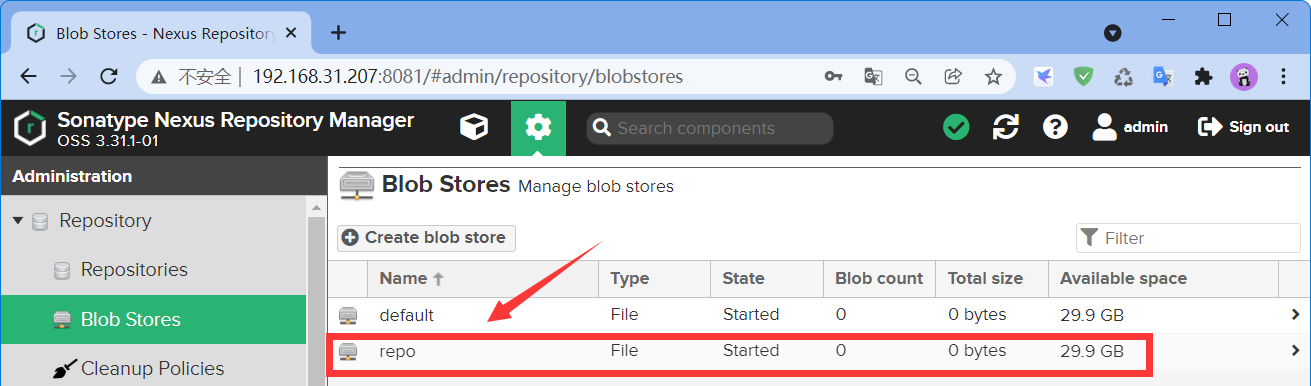 Blob Stores - Nexus Repository
不安全 | 192.168.31.207:8081/#admin/repository/blobstores
Sonatype Nexus Repository Manager
OSS 3.31.1-01
Search components
admin
Sign out
Administration
Blob Stores Manage blob stores
Repository
Create blob store
Filter
Repositories
Name Type State Blob count Total size Available space
Blob Stores
default File Started 0 0 bytes 29.9 GB
repo File Started 0 0 bytes 29.9 GB
Cleanup Policies